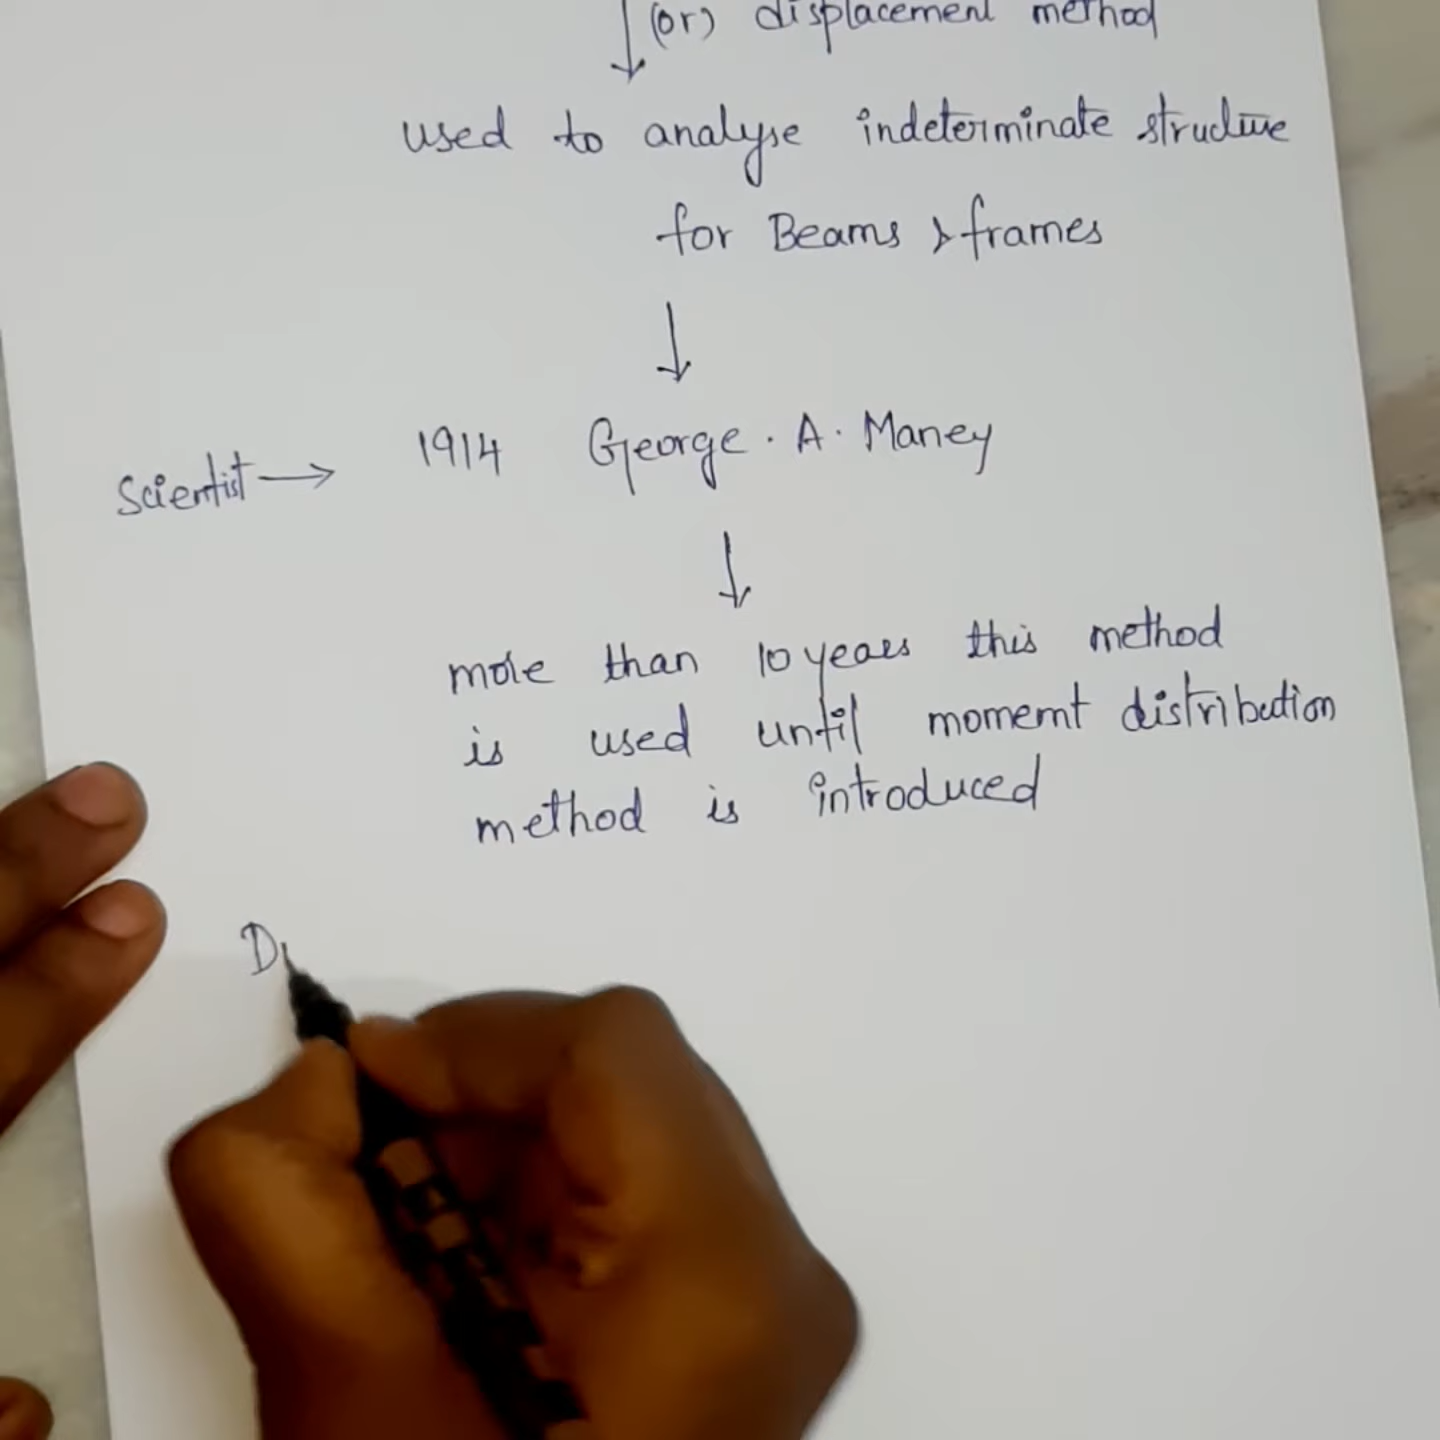 (or) displacement method
used to analyse indeterminate structure
for Beams & frames
Scientist → 1914 George. A. Maney
more than 10 years this method
is used until moment distribution
method is introduced
D